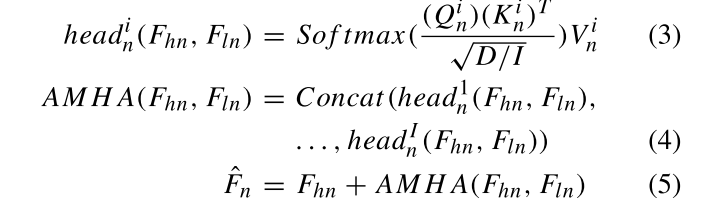 head_n^i(F_{hn}, F_{ln}) = Softmax(\frac{(Q_n^i)(K_n^i)^T}{\sqrt{D/I}})V_n^i (3)
AMHA(F_{hn}, F_{ln}) = Concat(head_n^1(F_{hn}, F_{ln}),
..., head_n^I(F_{hn}, F_{ln})) (4)
\hat{F}_n = F_{hn} + AMHA(F_{hn}, F_{ln}) (5)